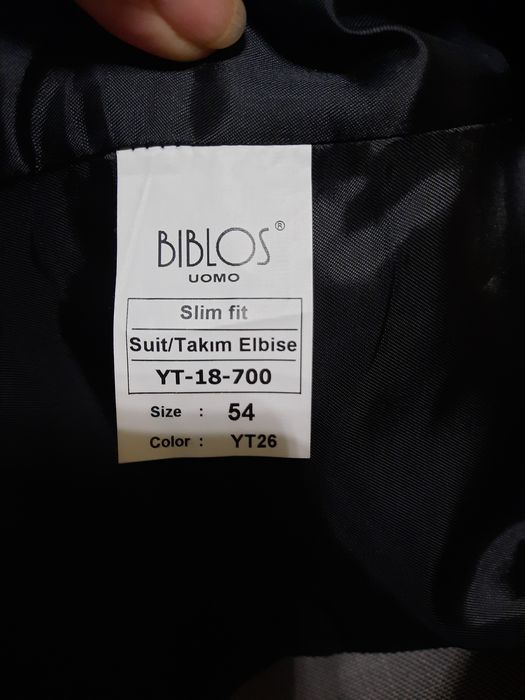 BIBLOS®
UOMO
Slim fit
Suit/Takım Elbise
YT-18-700
Size : 54
Color : YT26